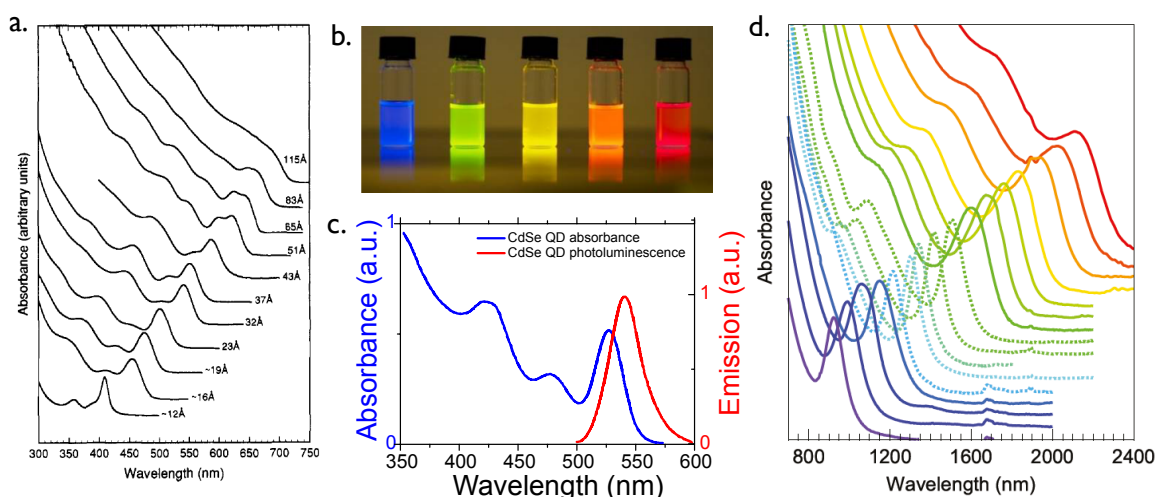 a.
Absorbance (arbitrary units)
115Å
83Å
65Å
51Å
43Å
37Å
32Å
23Å
~19Å
~16Å
~12Å
300 350 400 450 500 550 600 650 700 750
Wavelength (nm)
b.
c.
CdSe QD absorbance
CdSe QD photoluminescence
1
0
Absorbance (a.u.)
1
0
Emission (a.u.)
350 400 450 500 550 600
Wavelength (nm)
d.
Absorbance
800 1200 1600 2000 2400
Wavelength (nm)